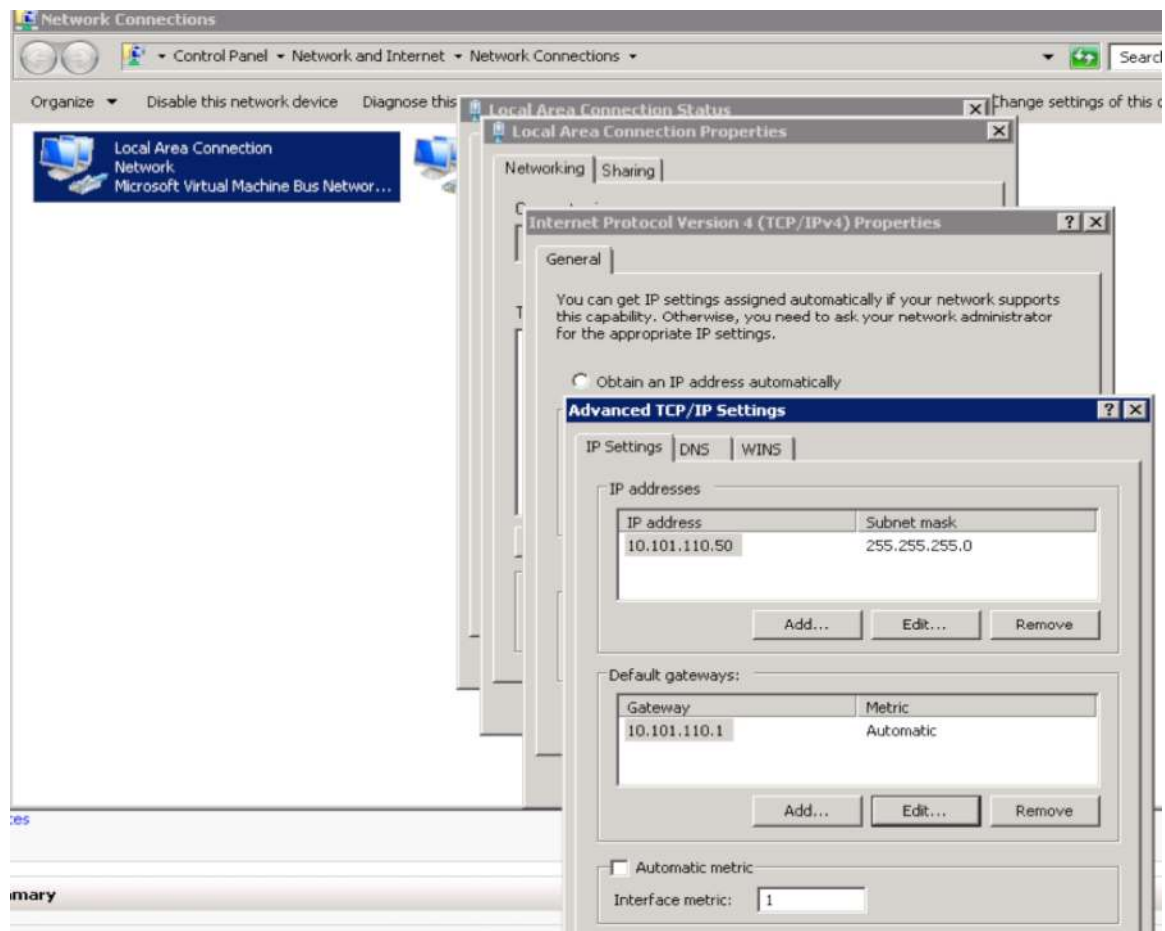 Network Connections
Control Panel Network and Internet Network Connections
Organize Disable this network device Diagnose this Change settings of this
Local Area Connection Status
Local Area Connection Properties
Local Area Connection
Network
Microsoft Virtual Machine Bus Networ...
Networking Sharing
Internet Protocol Version 4 (TCP/IPv4) Properties
General
You can get IP settings assigned automatically if your network supports
this capability. Otherwise, you need to ask your network administrator
for the appropriate IP settings.
Obtain an IP address automatically
Advanced TCP/IP Settings
IP Settings DNS WINS
IP addresses
IP address Subnet mask
10.101.110.50 255.255.255.0
Add... Edit... Remove
Default gateways:
Gateway Metric
10.101.110.1 Automatic
Add... Edit... Remove
Automatic metric
Interface metric: 1